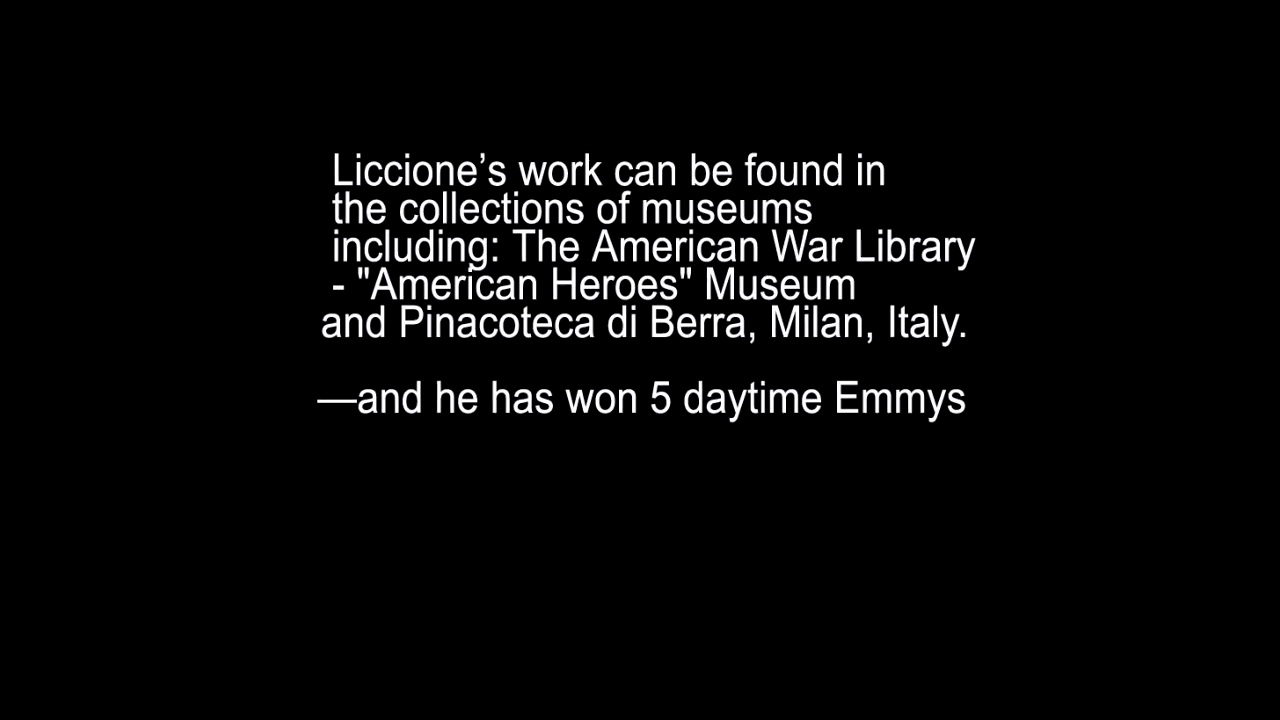 Liccione’s work can be found in
the collections of museums
including: The American War Library
- "American Heroes" Museum
and Pinacoteca di Berra, Milan, Italy.
—and he has won 5 daytime Emmys